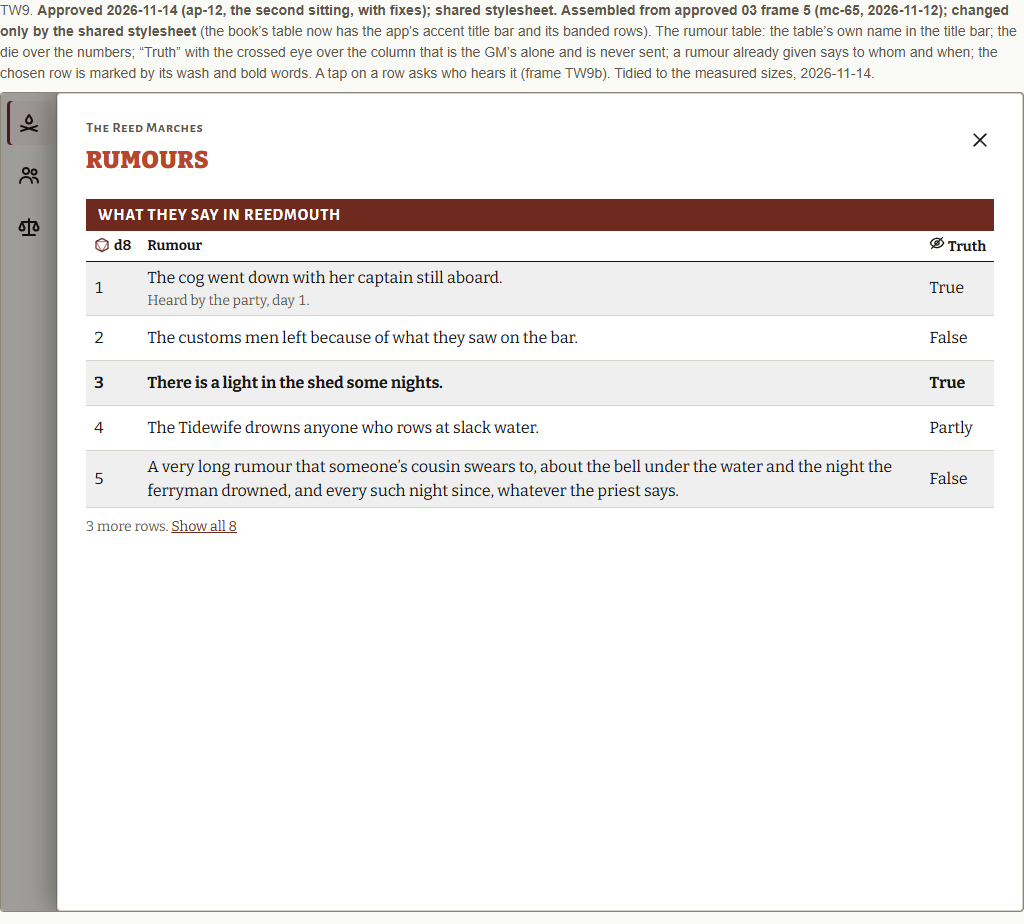 TW9. Approved 2026-11-14 (ap-12, the second sitting, with fixes); shared stylesheet. Assembled from approved 03 frame 5 (mc-65, 2026-11-12); changed
only by the shared stylesheet (the book's table now has the app's accent title bar and its banded rows). The rumour table: the table's own name in the title bar; the
die over the numbers; “Truth” with the crossed eye over the column that is the GM's alone and is never sent; a rumour already given says to whom and when; the
chosen row is marked by its wash and bold words. A tap on a row asks who hears it (frame TW9b). Tidied to the measured sizes, 2026-11-14.
The Reed Marches
RUMOURS
WHAT THEY SAY IN REEDMOUTH
d8 Rumour Truth
1 The cog went down with her captain still aboard. True
Heard by the party, day 1.
2 The customs men left because of what they saw on the bar. False
3 There is a light in the shed some nights. True
4 The Tidewife drowns anyone who rows at slack water. Partly
5 A very long rumour that someone's cousin swears to, about the bell under the water and the night the False
ferryman drowned, and every such night since, whatever the priest says.
3 more rows. Show all 8